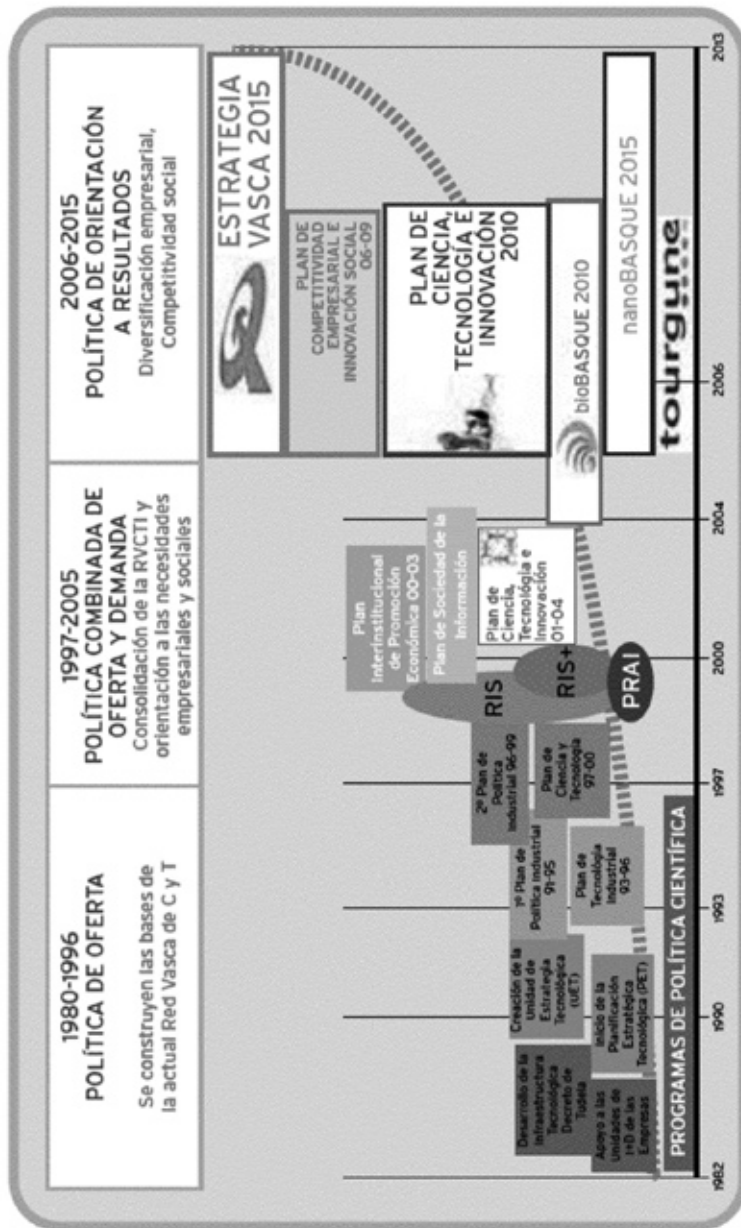 1980-1996
POLÍTICA DE OFERTA
Se construyen las bases de
la actual Red Vasca de C y T
1997-2005
POLÍTICA COMBINADA DE
OFERTA Y DEMANDA
Consolidación de la RVCTI y
orientación a las necesidades
empresariales y sociales
2006-2015
POLÍTICA DE ORIENTACIÓN
A RESULTADOS
Diversificación empresarial,
Competitividad social
ESTRATEGIA
VASCA 2015
PLAN DE
COMPETITIVIDAD
EMPRESARIAL E
INNOVACIÓN SOCIAL
06-09
PLAN DE
CIENCIA,
TECNOLOGÍA E
INNOVACIÓN
2010
bioBASQUE 2010
nanoBASQUE 2015
tourgune
Plan
Interinstitucional
de Promoción
Económica 00-03
Plan de Sociedad de la
Información
Plan de
Ciencia,
Tecnología e
Innovación
01-04
RIS
RIS+
PRAI
2º Plan de
Política
Industrial 96-99
Plan de
Ciencia y
Tecnología
97-00
1º Plan de
Política Industrial
91-95
Plan de
Tecnología
Industrial
93-96
Creación de la
Unidad de
Estrategia
Tecnológica
(UET)
Inicio de la
Planificación
Estratégica
Tecnológica (PET)
Desarrollo de la
Infraestructura
Tecnológica
Decreto de
Tudela
Apoyo a las
Unidades de
I+D de las
Empresas
PROGRAMAS DE POLÍTICA CIENTÍFICA
1982
1990
1993
1997
2000
2004
2006
2013